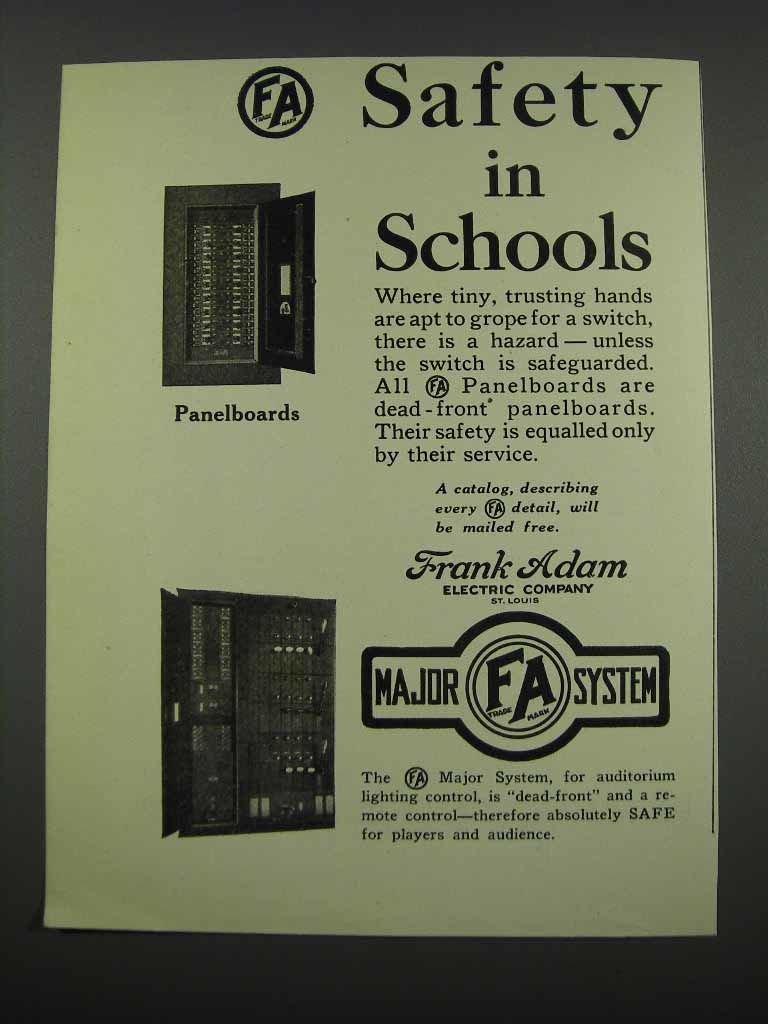 FA
TRADE MARK
Safety
in
Schools
Where tiny, trusting hands
are apt to grope for a switch,
there is a hazard — unless
the switch is safeguarded.
All FA Panelboards are
dead-front panelboards.
Their safety is equalled only
by their service.
Panelboards
A catalog, describing
every FA detail, will
be mailed free.
Frank Adam
ELECTRIC COMPANY
ST. LOUIS
MAJOR FA SYSTEM
TRADE MARK
The FA Major System, for auditorium
lighting control, is "dead-front" and a re-
mote control—therefore absolutely SAFE
for players and audience.